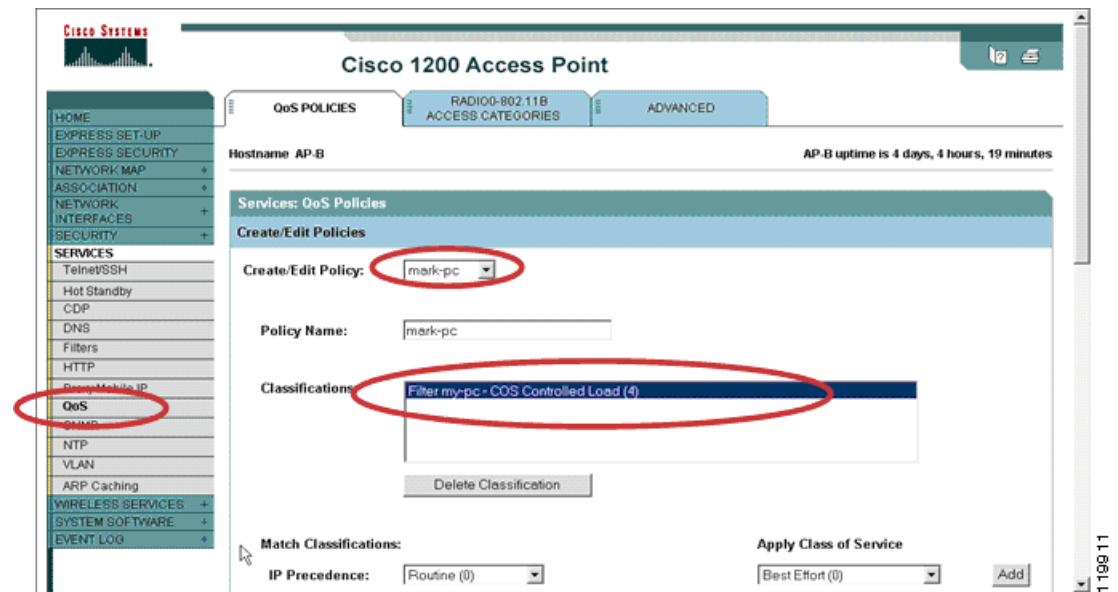 CISCO SYSTEMS
Cisco 1200 Access Point
QoS POLICIES
RADIO0-802.11B
ACCESS CATEGORIES
ADVANCED
HOME
EXPRESS SET-UP
EXPRESS SECURITY
NETWORK MAP +
ASSOCIATION +
NETWORK
INTERFACES +
SECURITY +
SERVICES
Telnet/SSH
Hot Standby
CDP
DNS
Filters
HTTP
Proxy Mobile IP
QoS
SNMP
NTP
VLAN
ARP Caching
WIRELESS SERVICES +
SYSTEM SOFTWARE +
EVENT LOG +
Hostname AP-B
AP-B uptime is 4 days, 4 hours, 19 minutes
Services: QoS Policies
Create/Edit Policies
Create/Edit Policy: mark-pc
Policy Name: mark-pc
Classifications: Filter my-pc - COS Controlled Load (4)
Delete Classification
Match Classifications:
Apply Class of Service
IP Precedence: Routine (0)
Best Effort (0)
Add
119911